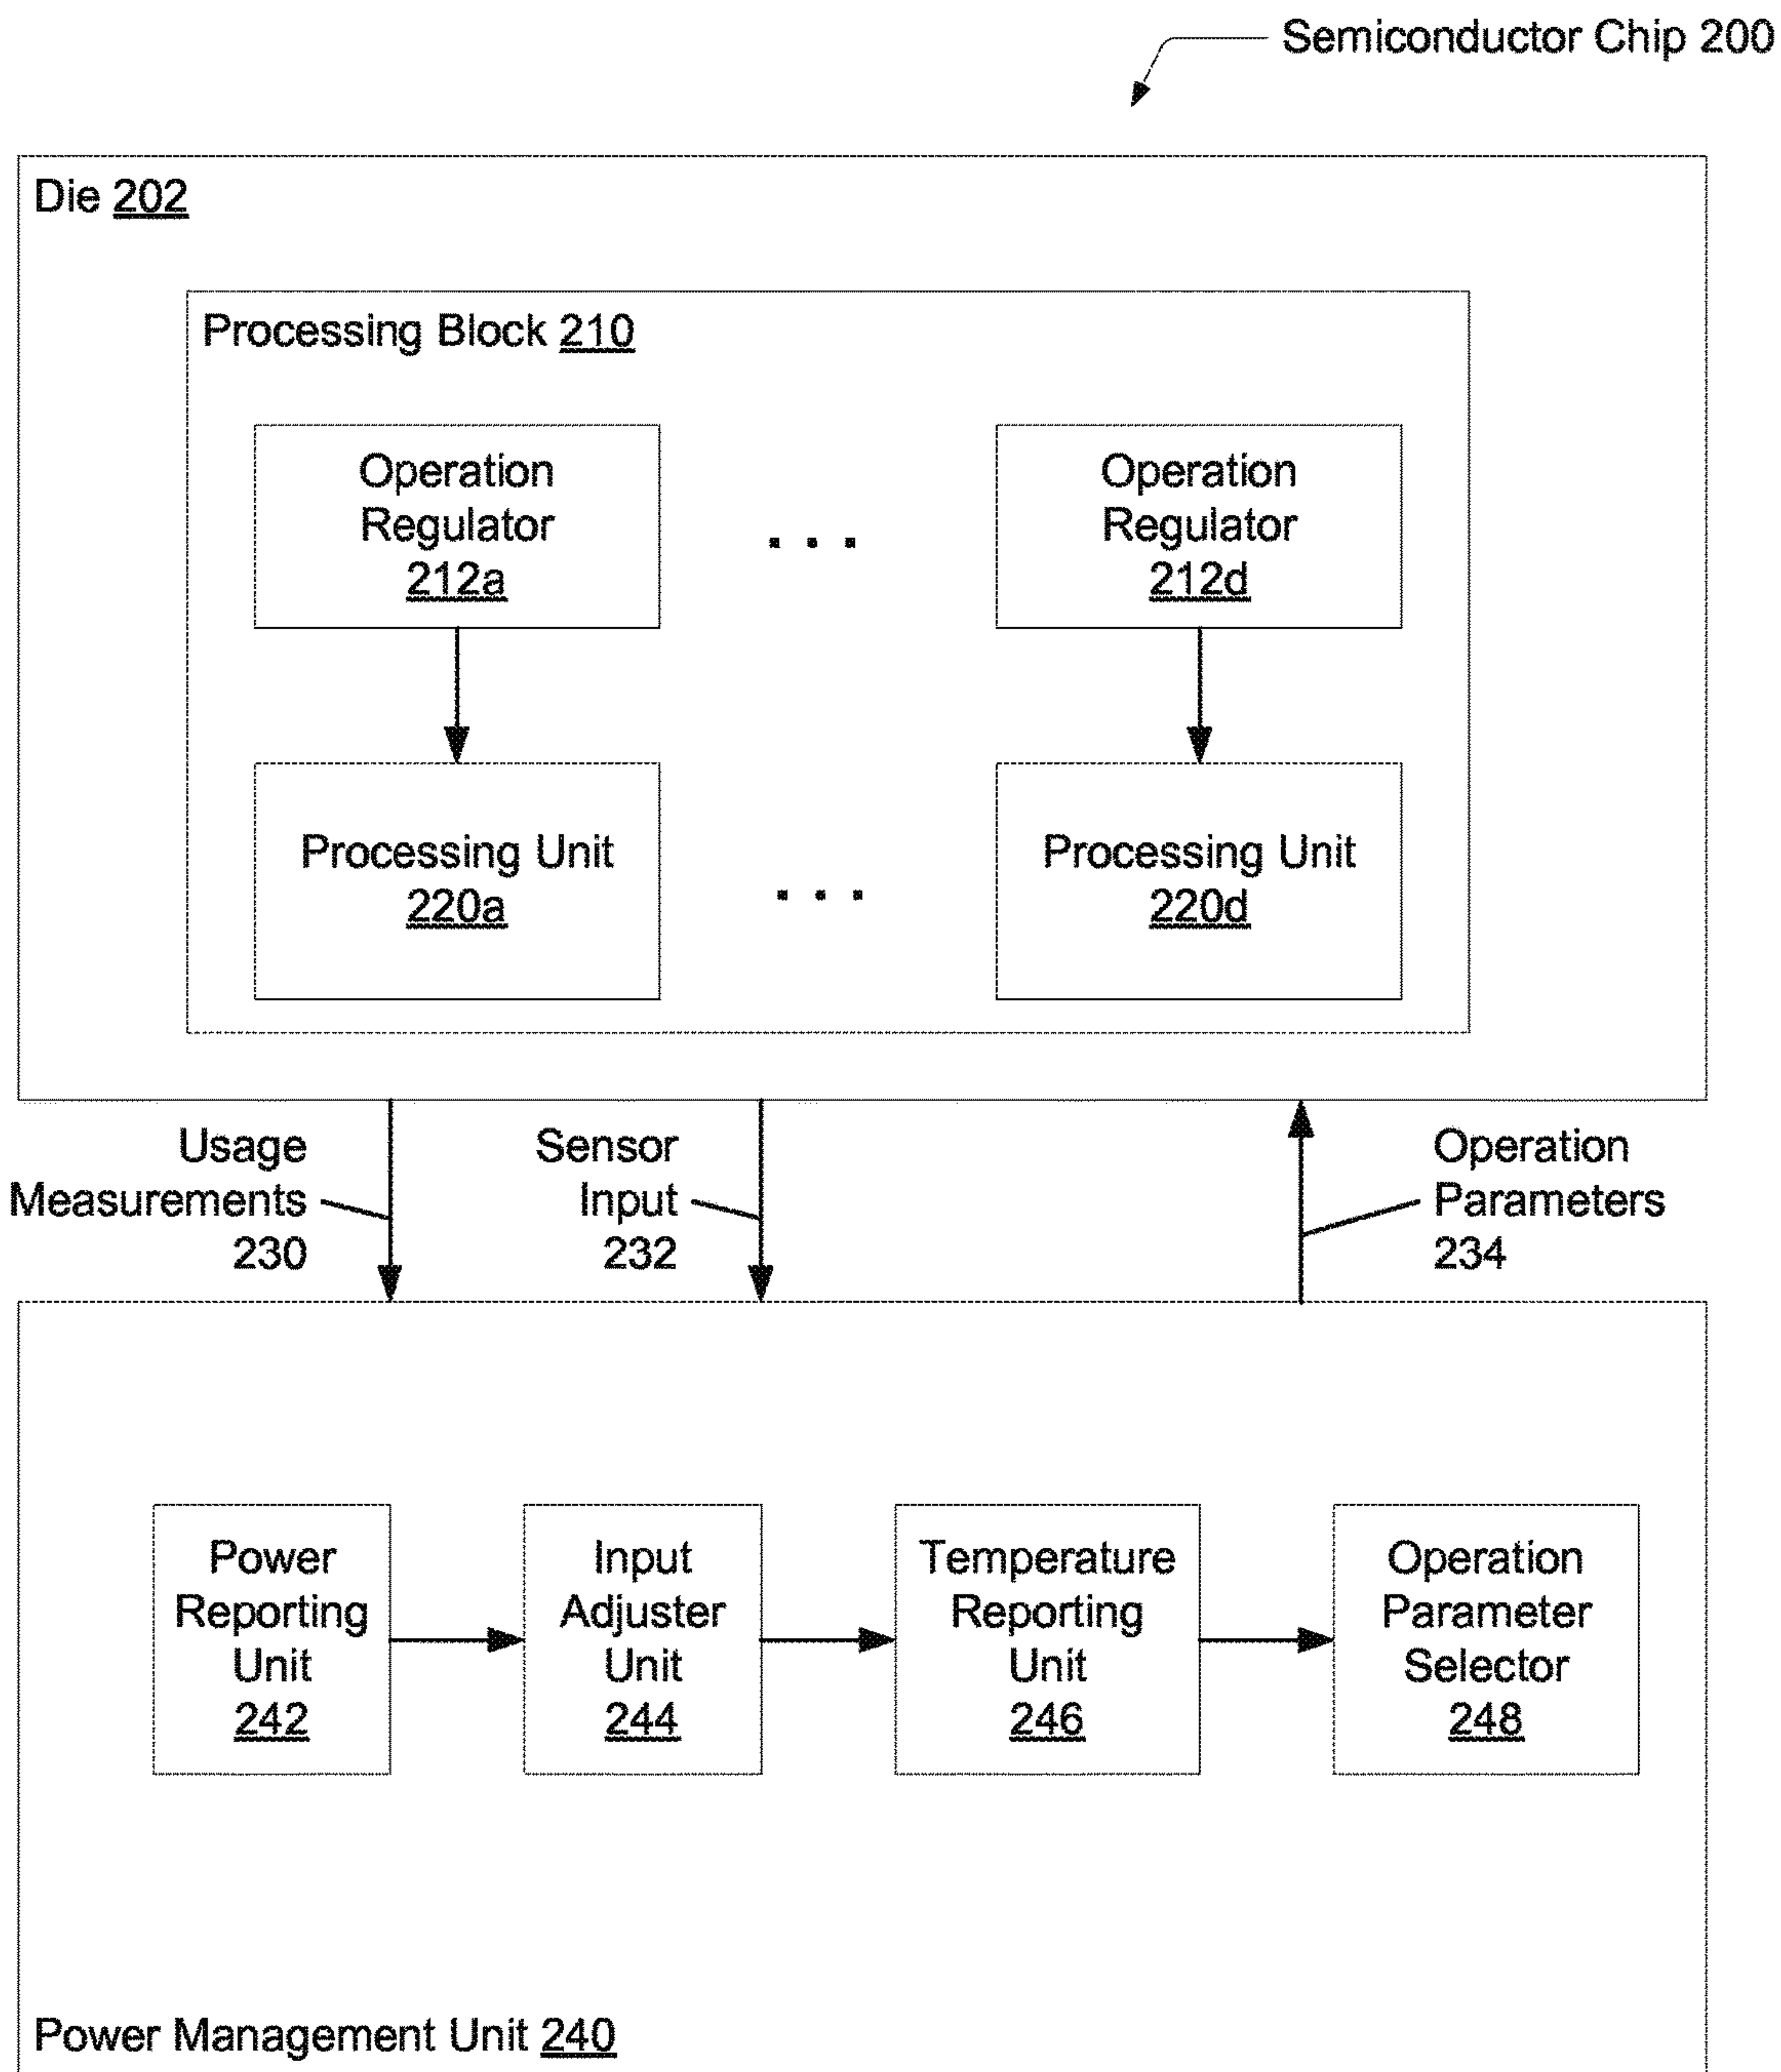 Semiconductor Chip 200
Die 202
Processing Block 210
Operation
Regulator
212a
. . .
Operation
Regulator
212d
Processing Unit
220a
. . .
Processing Unit
220d
Usage
Measurements
230
Sensor
Input
232
Operation
Parameters
234
Power
Reporting
Unit
242
Input
Adjuster
Unit
244
Temperature
Reporting
Unit
246
Operation
Parameter
Selector
248
Power Management Unit 240